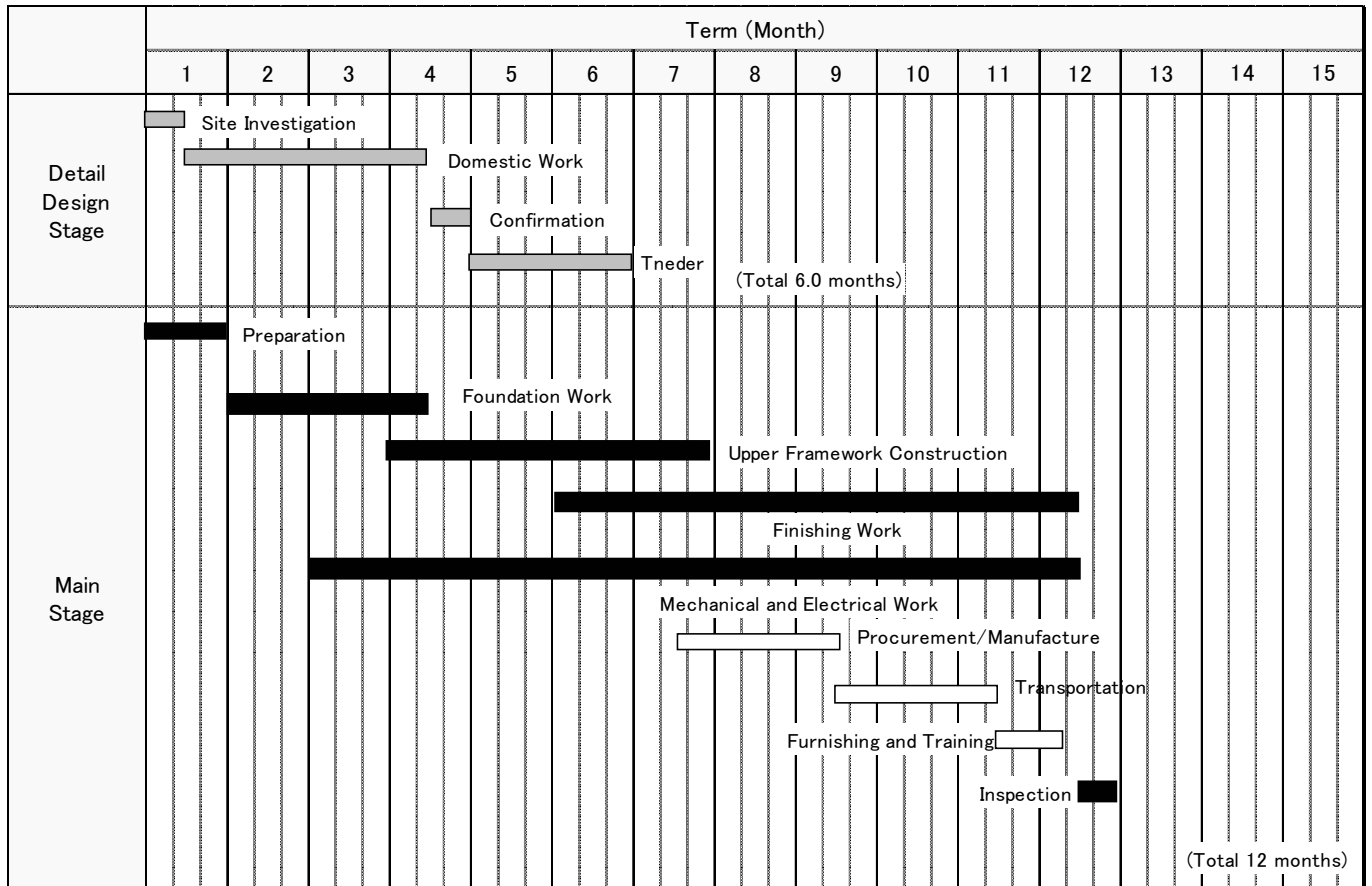 Term (Month)
1 2 3 4 5 6 7 8 9 10 11 12 13 14 15
Detail
Design
Stage
Site Investigation
Domestic Work
Confirmation
Tneder
(Total 6.0 months)
Main
Stage
Preparation
Foundation Work
Upper Framework Construction
Finishing Work
Mechanical and Electrical Work
Procurement/Manufacture
Transportation
Furnishing and Training
Inspection
(Total 12 months)